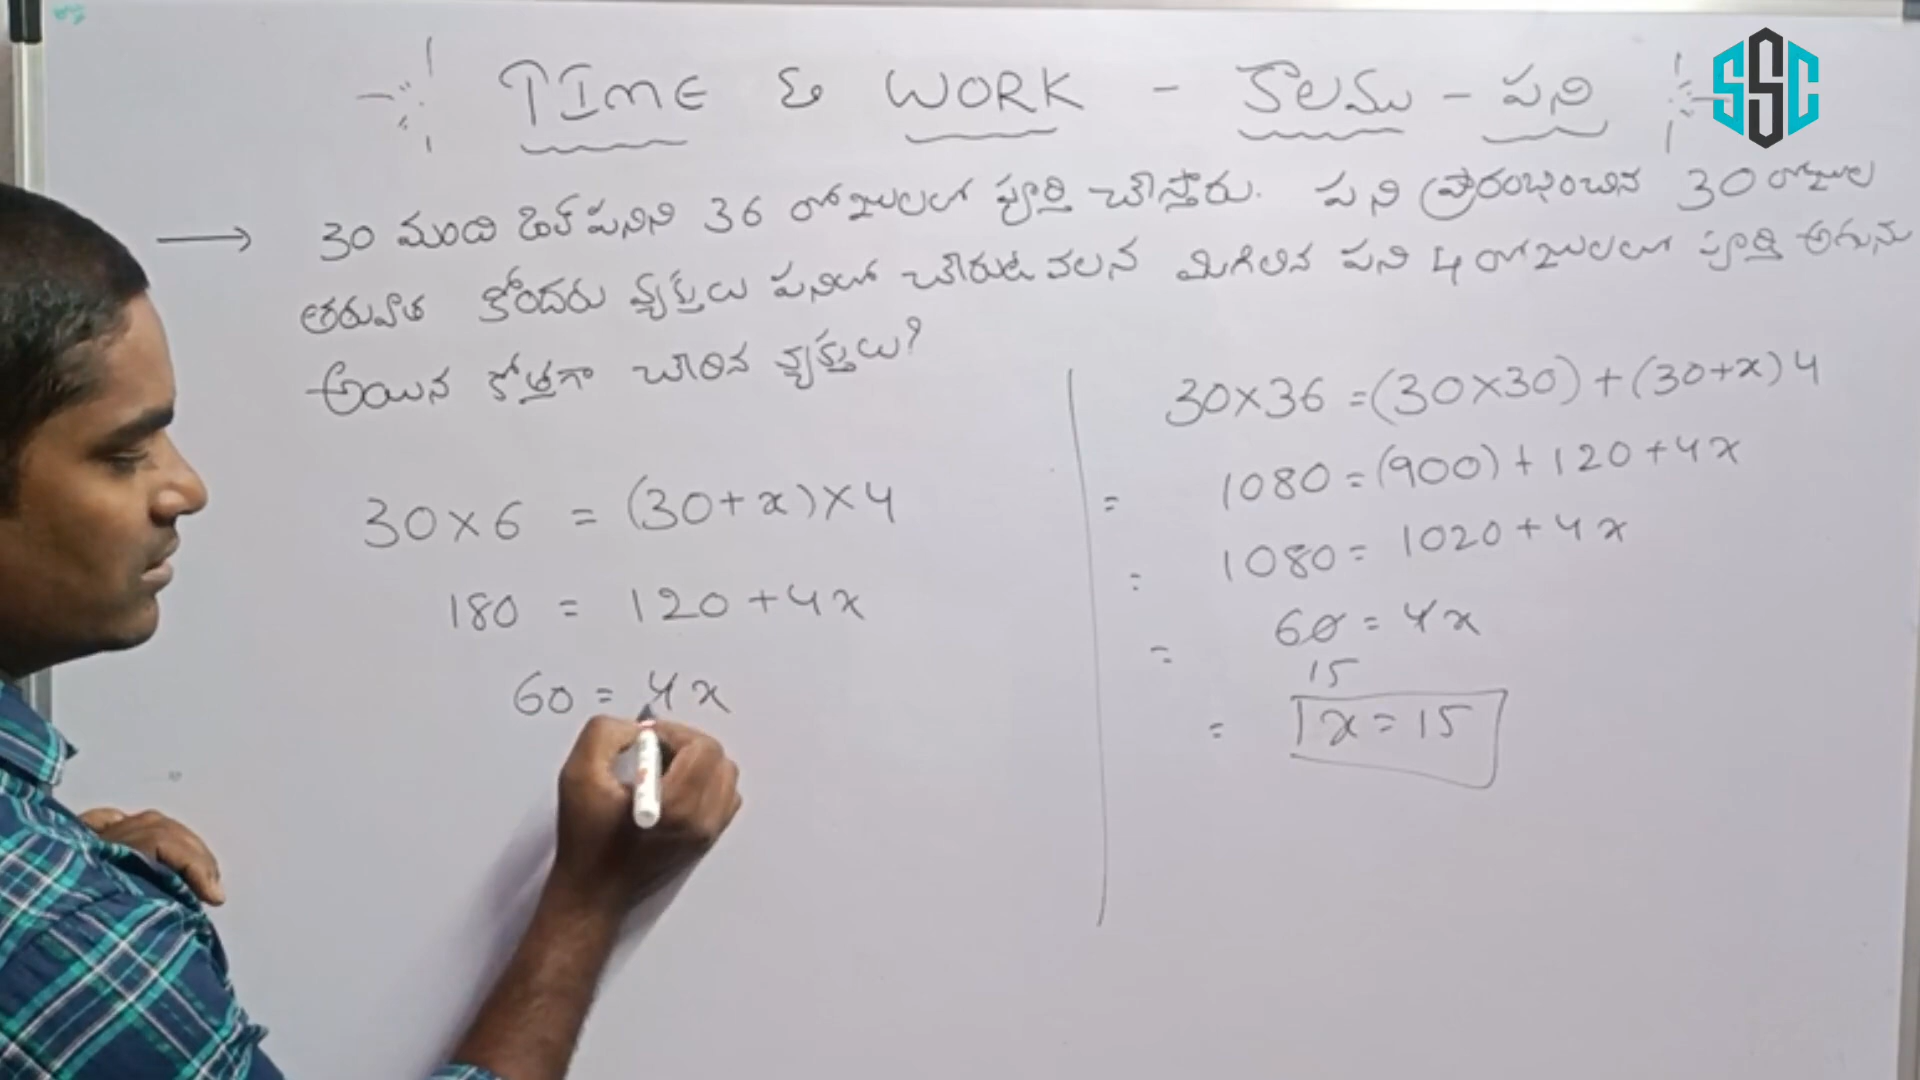 TIME & WORK - కాలము - పని
SSC
→ 30 మంది ఒక పనిని 36 రోజులలో పూర్తి చేస్తారు. పని ప్రారంభించిన 30 రోజుల
తరువాత కొందరు వ్యక్తులు పనిలో చేరుట వలన మిగిలిన పని 4 రోజులలో పూర్తి అగును
అయిన కొత్తగా చేరిన వ్యక్తులు?
30×6 = (30+x)×4
180 = 120+4x
60 = 4x
30×36 = (30×30)+(30+x)4
= 1080 = (900)+120+4x
= 1080 = 1020+4x
= 60 = 4x
15
= x = 15